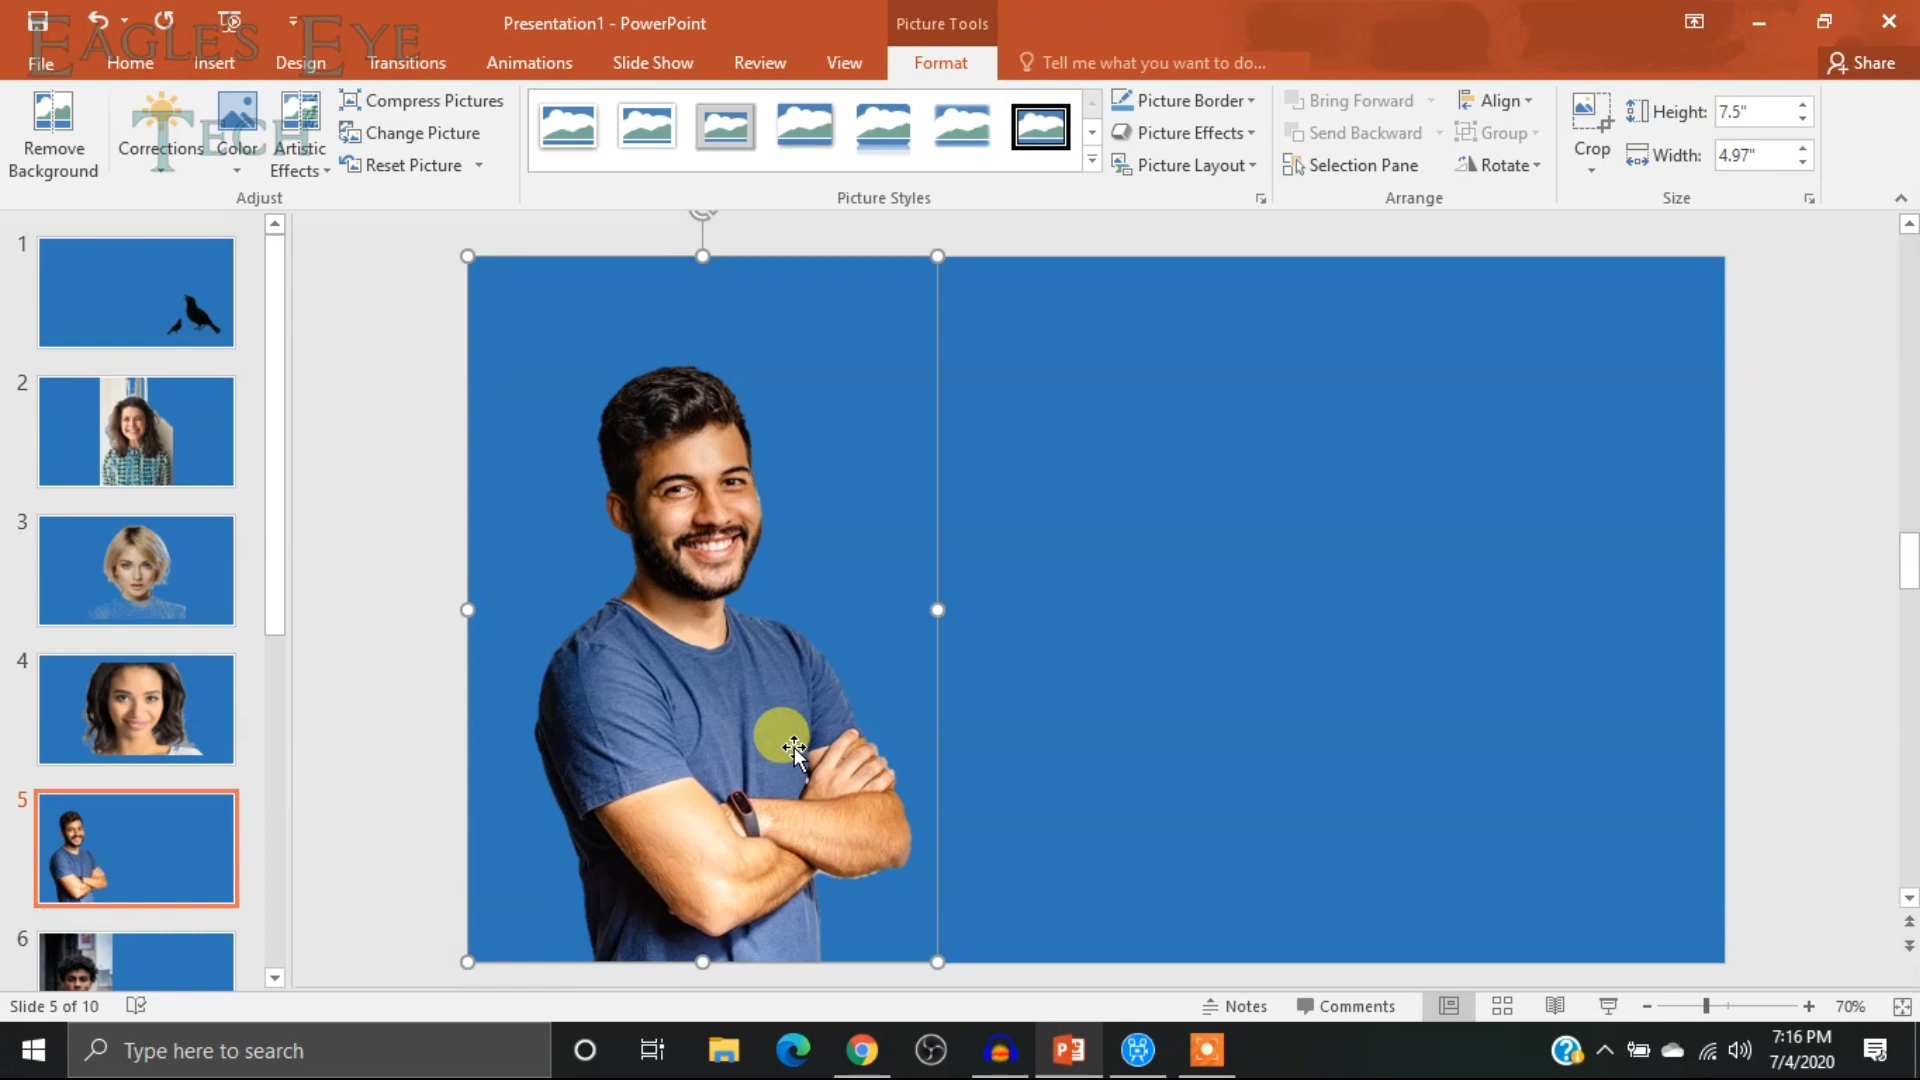 Presentation1 - PowerPoint
Picture Tools
EAGLE'S EYE
TECH
File
Home
Insert
Design
Transitions
Animations
Slide Show
Review
View
Format
Tell me what you want to do...
Share
Remove Background
Corrections
Color
Artistic Effects
Compress Pictures
Change Picture
Reset Picture
Adjust
Picture Styles
Picture Border
Picture Effects
Picture Layout
Bring Forward
Send Backward
Selection Pane
Align
Group
Rotate
Arrange
Crop
Height: 7.5"
Width: 4.97"
Size
1
2
3
4
5
6
Slide 5 of 10
Notes
Comments
70%
Type here to search
7:16 PM
7/4/2020